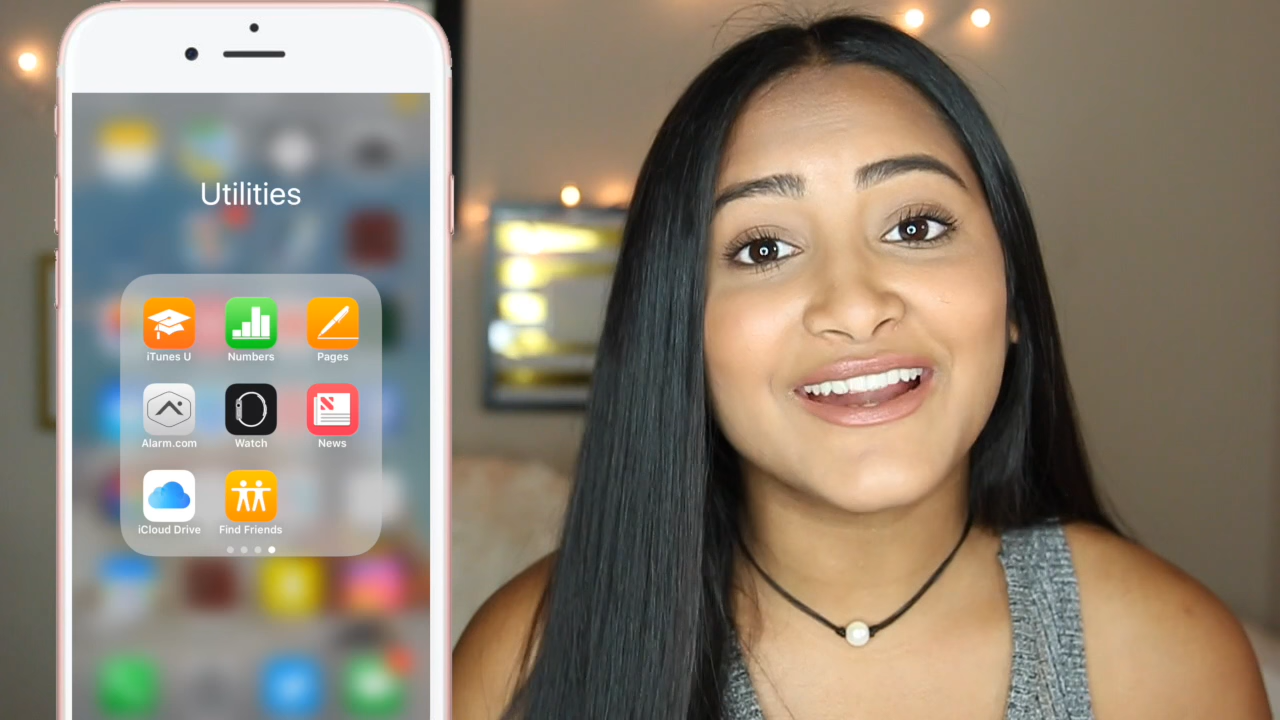 Utilities
iTunes U Numbers Pages
Alarm.com Watch News
iCloud Drive Find Friends